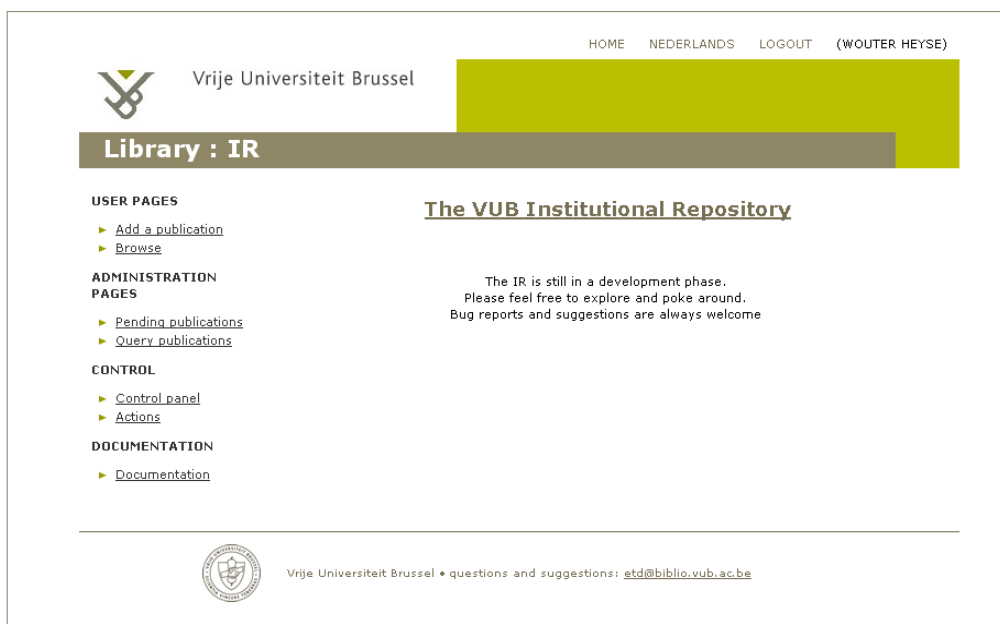 HOME NEDERLANDS LOGOUT (WOUTER HEYSE)
Vrije Universiteit Brussel
Library : IR
USER PAGES
Add a publication
Browse
ADMINISTRATION
PAGES
Pending publications
Query publications
CONTROL
Control panel
Actions
DOCUMENTATION
Documentation
The VUB Institutional Repository
The IR is still in a development phase.
Please feel free to explore and poke around.
Bug reports and suggestions are always welcome
Vrije Universiteit Brussel • questions and suggestions: etd@biblio.vub.ac.be